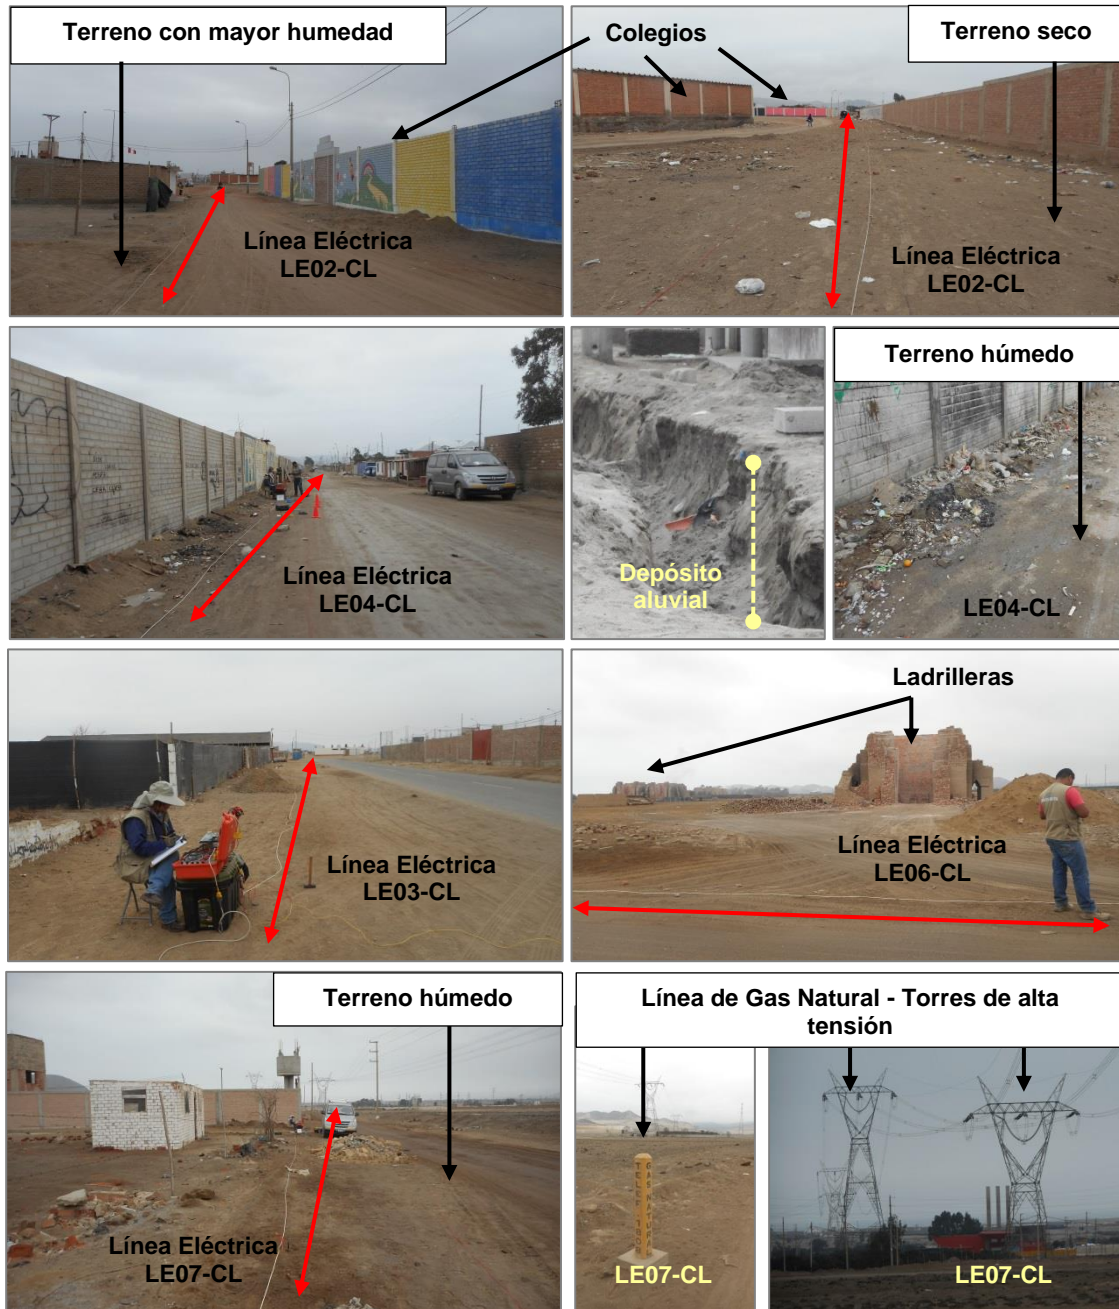 Terreno con mayor humedad
Colegios
Terreno seco
Línea Eléctrica
LE02-CL
Línea Eléctrica
LE02-CL
Línea Eléctrica
LE04-CL
Depósito
aluvial
Terreno húmedo
LE04-CL
Línea Eléctrica
LE03-CL
Ladrilleras
Línea Eléctrica
LE06-CL
Terreno húmedo
Línea Eléctrica
LE07-CL
Línea de Gas Natural - Torres de alta
tensión
LE07-CL
LE07-CL